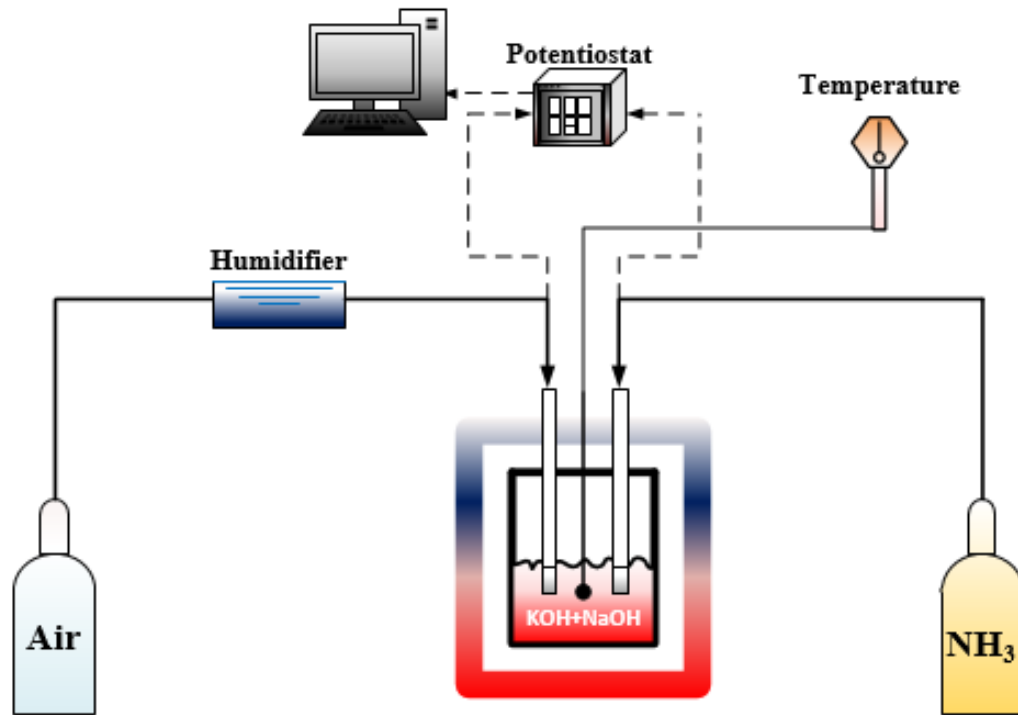 Potentiostat
Temperature
Humidifier
KOH+NaOH
Air
NH₃